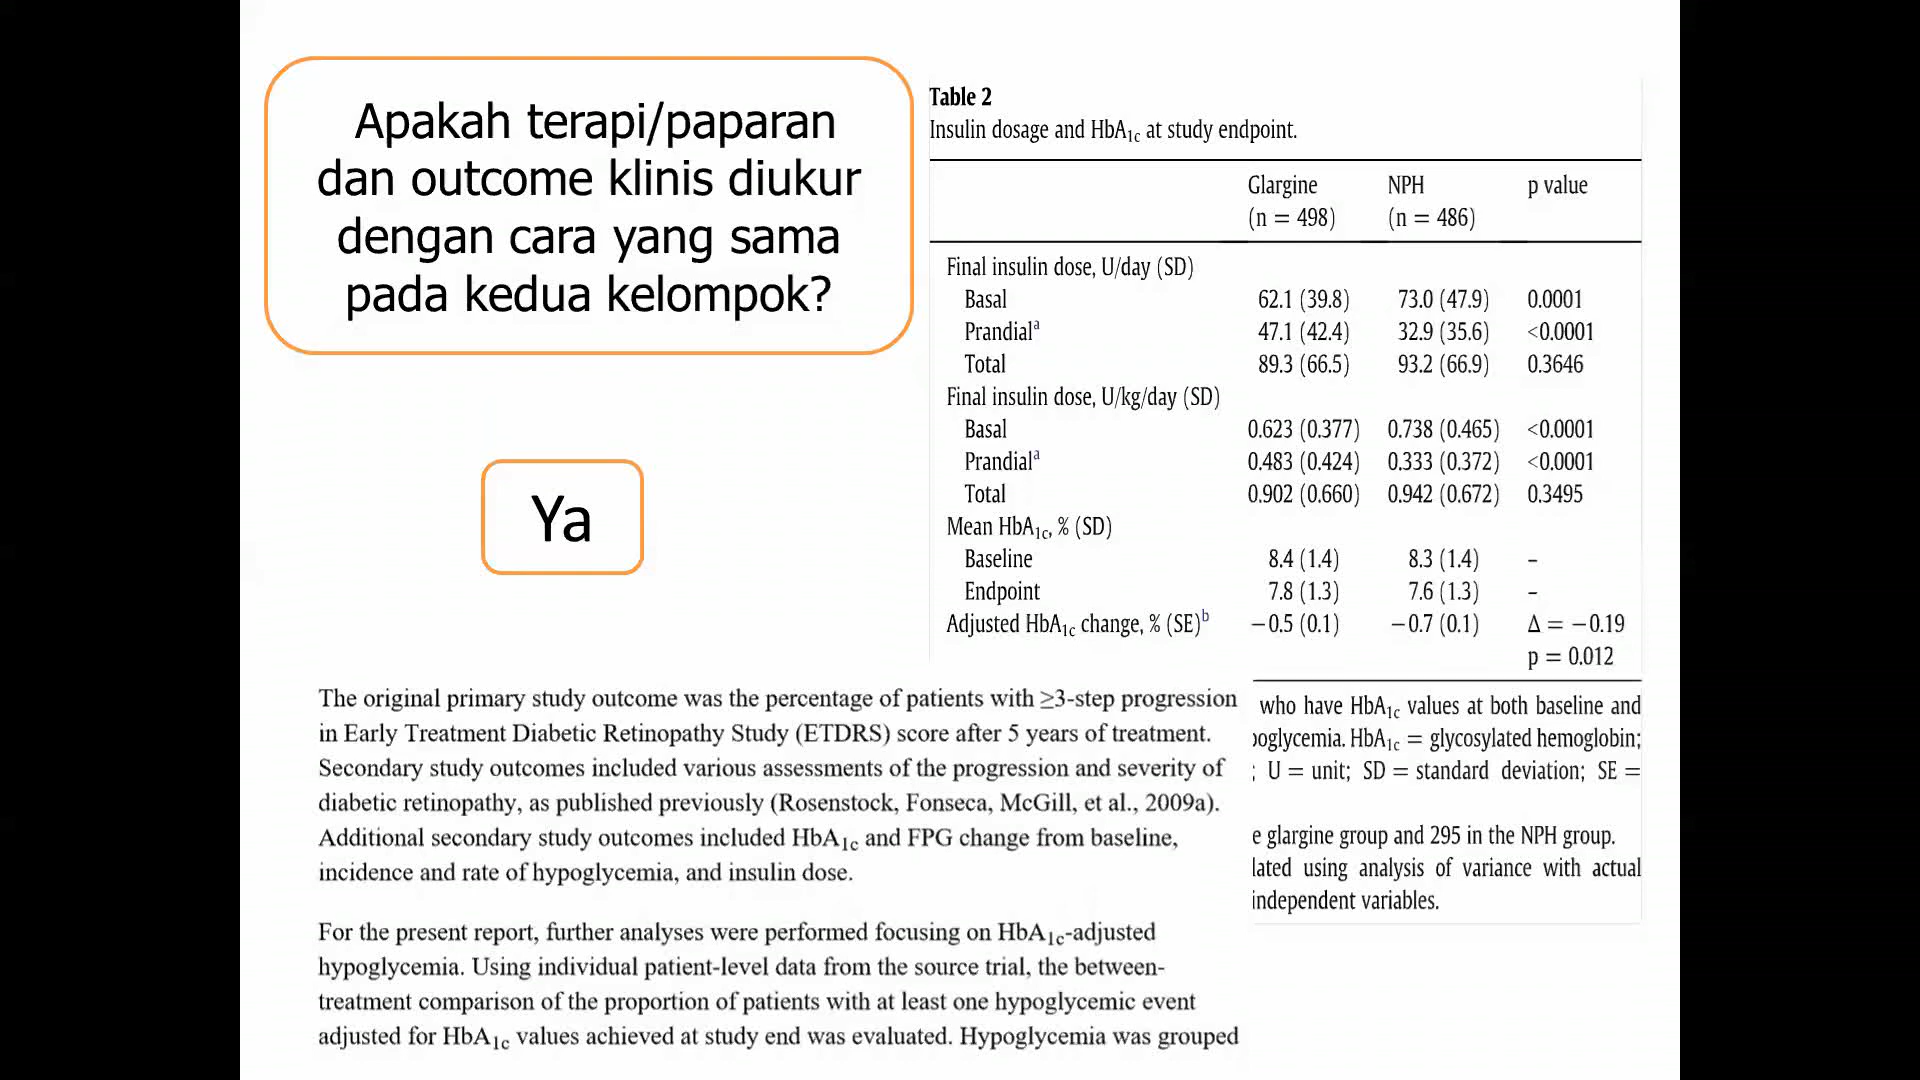 Apakah terapi/paparan
dan outcome klinis diukur
dengan cara yang sama
pada kedua kelompok?
Ya
Table 2
Insulin dosage and HbA1c at study endpoint.
Glargine NPH p value
(n = 498) (n = 486)
Final insulin dose, U/day (SD)
Basal 62.1 (39.8) 73.0 (47.9) 0.0001
Prandiala 47.1 (42.4) 32.9 (35.6) <0.0001
Total 89.3 (66.5) 93.2 (66.9) 0.3646
Final insulin dose, U/kg/day (SD)
Basal 0.623 (0.377) 0.738 (0.465) <0.0001
Prandiala 0.483 (0.424) 0.333 (0.372) <0.0001
Total 0.902 (0.660) 0.942 (0.672) 0.3495
Mean HbA1c, % (SD)
Baseline 8.4 (1.4) 8.3 (1.4) –
Endpoint 7.8 (1.3) 7.6 (1.3) –
Adjusted HbA1c change, % (SE)b −0.5 (0.1) −0.7 (0.1) Δ = −0.19
p = 0.012
who have HbA1c values at both baseline and
oglycemia. HbA1c = glycosylated hemoglobin;
; U = unit; SD = standard deviation; SE =
e glargine group and 295 in the NPH group.
lated using analysis of variance with actual
independent variables.
The original primary study outcome was the percentage of patients with ≥3-step progression
in Early Treatment Diabetic Retinopathy Study (ETDRS) score after 5 years of treatment.
Secondary study outcomes included various assessments of the progression and severity of
diabetic retinopathy, as published previously (Rosenstock, Fonseca, McGill, et al., 2009a).
Additional secondary study outcomes included HbA1c and FPG change from baseline,
incidence and rate of hypoglycemia, and insulin dose.
For the present report, further analyses were performed focusing on HbA1c-adjusted
hypoglycemia. Using individual patient-level data from the source trial, the between-
treatment comparison of the proportion of patients with at least one hypoglycemic event
adjusted for HbA1c values achieved at study end was evaluated. Hypoglycemia was grouped